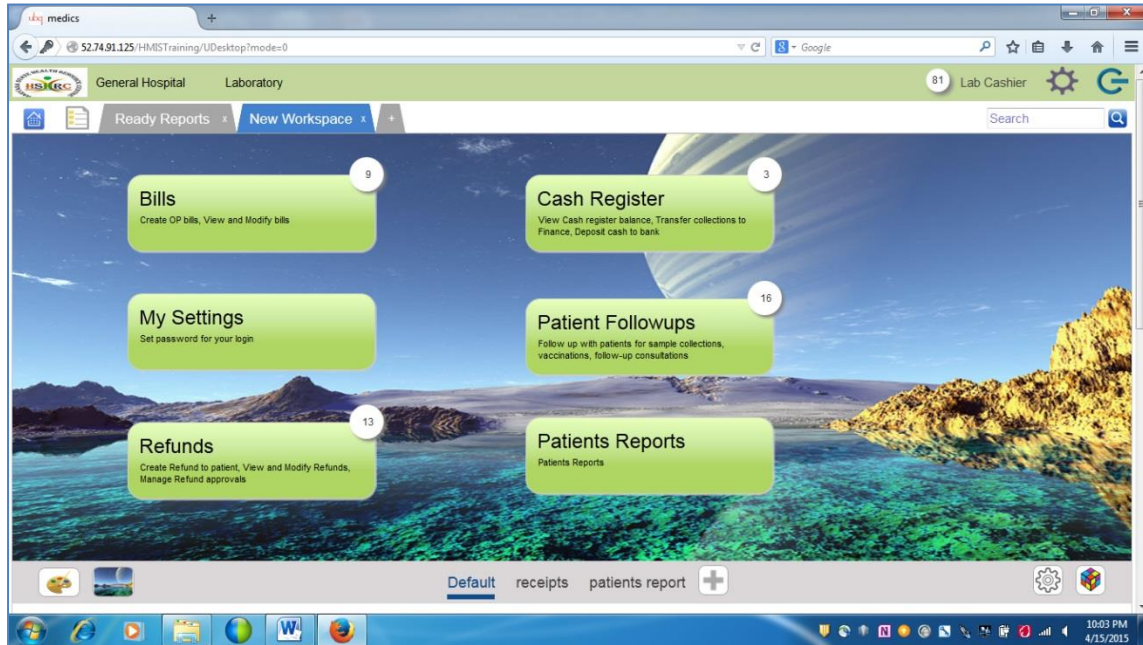 ubq medics
52.74.91.125/HMISTraining/UDesktop?mode=0
Google
HSHRC
General Hospital
Laboratory
81
Lab Cashier
Ready Reports x
New Workspace x
+
Search
9
Bills
Create OP bills, View and Modify bills
3
Cash Register
View Cash register balance, Transfer collections to
Finance, Deposit cash to bank
My Settings
Set password for your login
16
Patient Followups
Follow up with patients for sample collections,
vaccinations, follow-up consultations
13
Refunds
Create Refund to patient, View and Modify Refunds,
Manage Refund approvals
Patients Reports
Patients Reports
Default receipts patients report
10:03 PM
4/15/2015